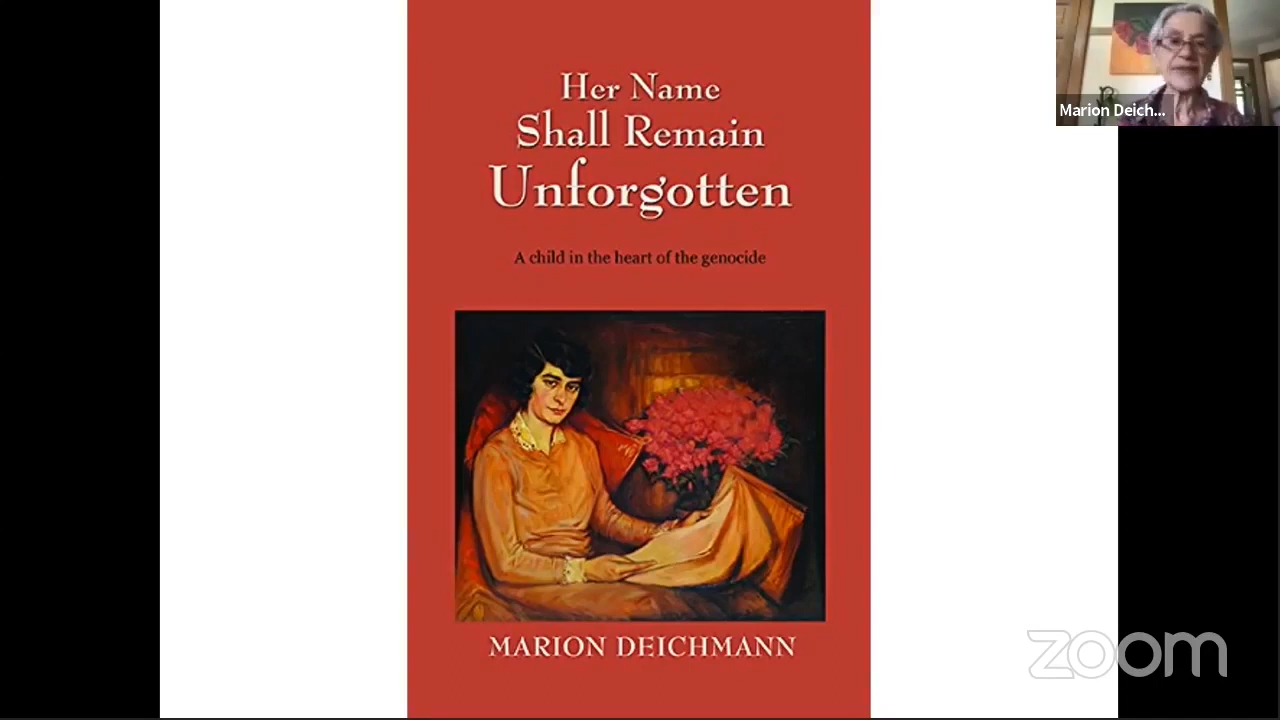 Her Name
Shall Remain
Unforgotten
A child in the heart of the genocide
MARION DEICHMANN
Marion Deich...
zoom